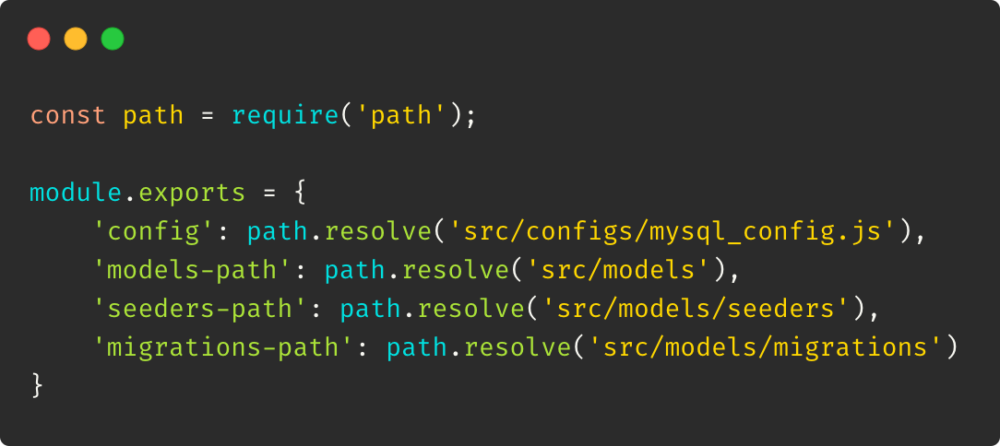 const path = require('path');

module.exports = {
    'config': path.resolve('src/configs/mysql_config.js'),
    'models-path': path.resolve('src/models'),
    'seeders-path': path.resolve('src/models/seeders'),
    'migrations-path': path.resolve('src/models/migrations')
}